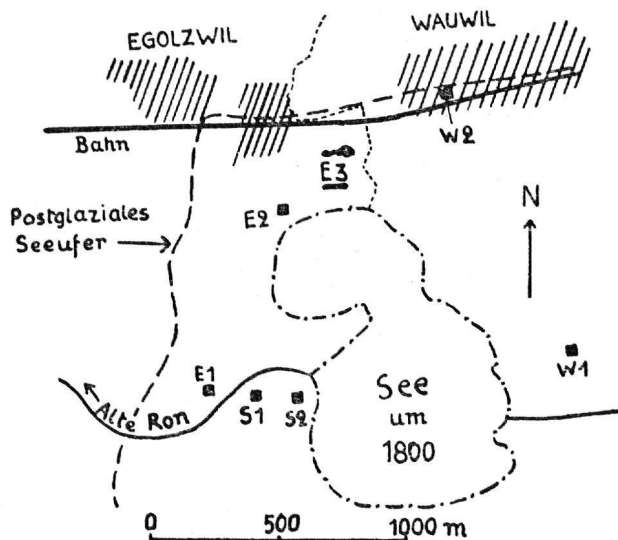 EGOLZWIL
WAUWIL
Bahn
W2
E3
N
E2
Postglaziales
Seeufer
E1
W1
Alte Ron
S1
S2
See
um
1800
0 500 1000 m